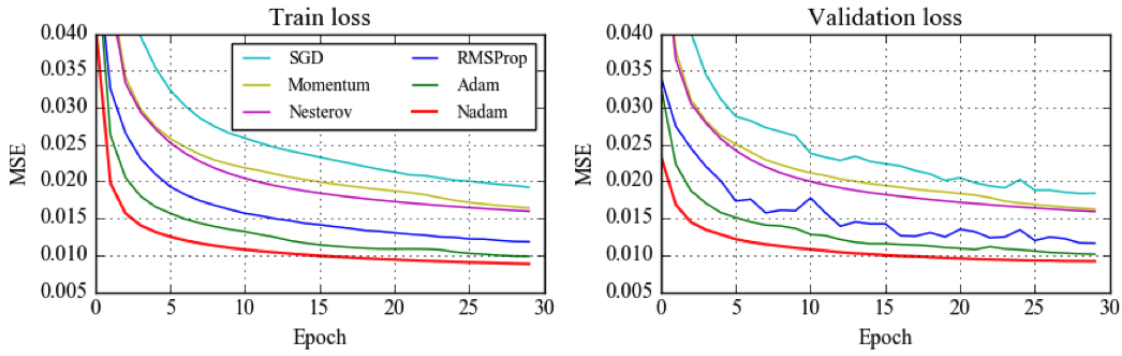 Train loss
0.040
0.035
0.030
0.025
0.020
0.015
0.010
0.005
MSE
SGD
Momentum
Nesterov
RMSProp
Adam
Nadam
0 5 10 15 20 25 30
Epoch
Validation loss
0.040
0.035
0.030
0.025
0.020
0.015
0.010
0.005
MSE
0 5 10 15 20 25 30
Epoch